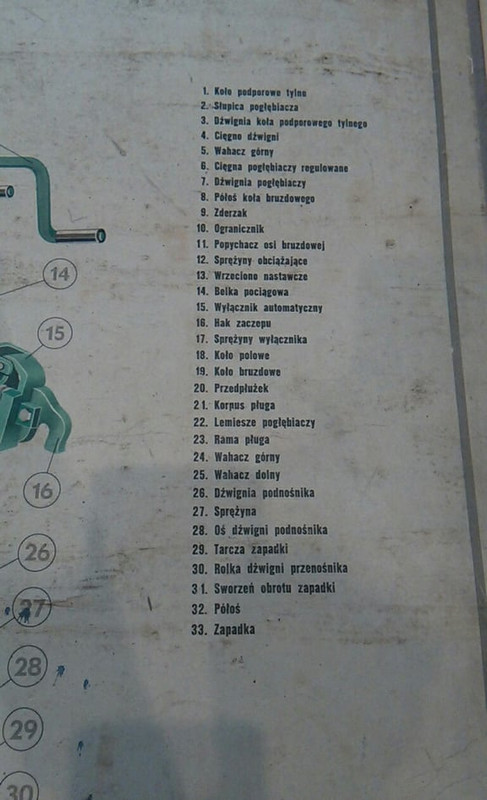 1. Koło podporowe tylne
2. Słupica pogłębiacza
3. Dźwignia koła podporowego tylnego
4. Cięgno dźwigni
5. Wahacz górny
6. Cięgna pogłębiaczy regulowane
7. Dźwignia pogłębiaczy
8. Półoś koła bruzdowego
9. Zderzak
10. Ogranicznik
11. Popychacz osi bruzdowej
12. Sprężyny obciążające
13. Wrzeciono nastawcze
14. Belka pociągowa
15. Wyłącznik automatyczny
16. Hak zaczepu
17. Sprężyny wyłącznika
18. Koło polowe
19. Koło bruzdowe
20. Przedpłużek
21. Korpus pługa
22. Lemiesze pogłębiaczy
23. Rama pługa
24. Wahacz górny
25. Wahacz dolny
26. Dźwignia podnośnika
27. Sprężyna
28. Oś dźwigni podnośnika
29. Tarcza zapadki
30. Rolka dźwigni przenośnika
31. Sworzeń obrotu zapadki
32. Półoś
33. Zapadka
14
15
16
26
27
28
29
30